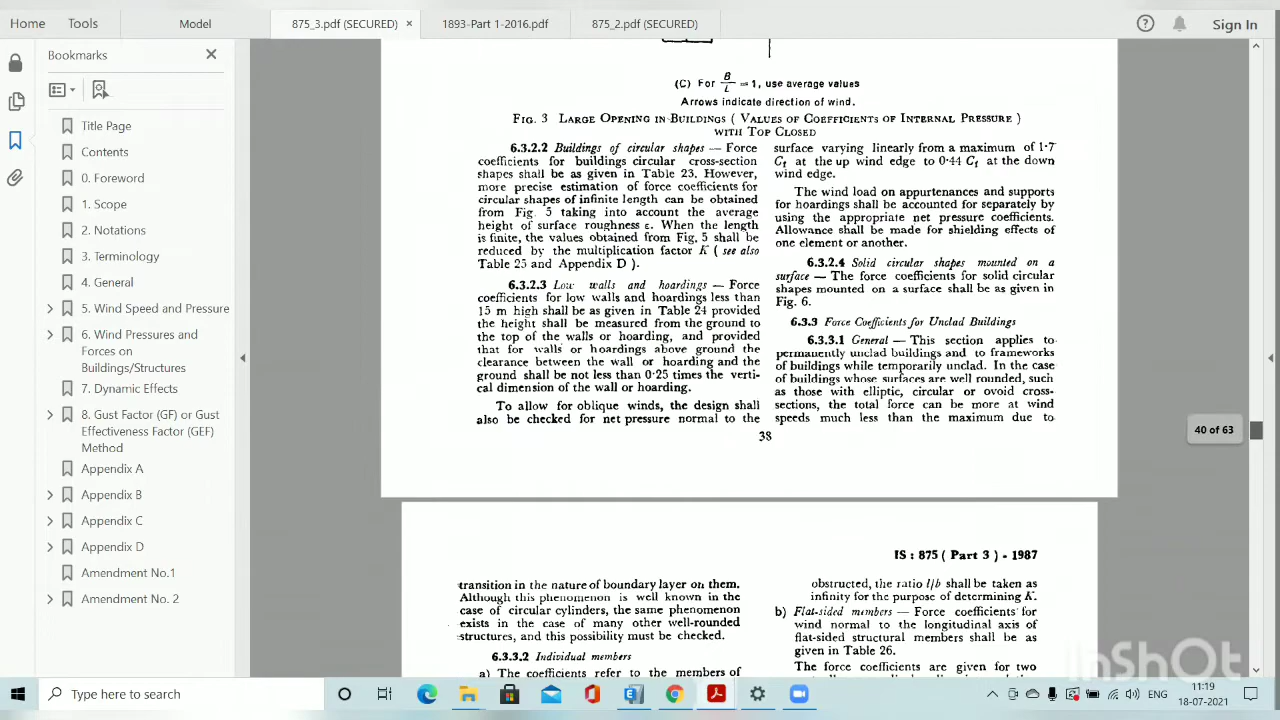 Home
Tools
Model
875_3.pdf (SECURED) ×
1893-Part 1-2016.pdf
875_2.pdf (SECURED)
Sign In
Bookmarks
Title Page
Contents
0. Foreword
1. Scope
2. Notations
3. Terminology
4. General
5. Wind Speed and Pressure
6. Wind Pressures and
Forces on
Buildings/Structures
7. Dynamic Effects
8. Gust Factor (GF) or Gust
Effectiveness Factor (GEF)
Method
Appendix A
Appendix B
Appendix C
Appendix D
Amendment No.1
Amendment No. 2
(C) For B/L = 1, use average values
Arrows indicate direction of wind.
FIG. 3 LARGE OPENING IN BUILDINGS ( VALUES OF COEFFICIENTS OF INTERNAL PRESSURE )
WITH TOP CLOSED
6.3.2.2 Buildings of circular shapes — Force
coefficients for buildings circular cross-section
shapes shall be as given in Table 23. However,
more precise estimation of force coefficients for
circular shapes of infinite length can be obtained
from Fig. 5 taking into account the average
height of surface roughness ε. When the length
is finite, the values obtained from Fig. 5 shall be
reduced by the multiplication factor K ( see also
Table 25 and Appendix D ).
6.3.2.3 Low walls and hoardings — Force
coefficients for low walls and hoardings less than
15 m high shall be as given in Table 24 provided
the height shall be measured from the ground to
the top of the walls or hoarding, and provided
that for walls or hoardings above ground the
clearance between the wall or hoarding and the
ground shall be not less than 0·25 times the verti-
cal dimension of the wall or hoarding.
To allow for oblique winds, the design shall
also be checked for net pressure normal to the
surface varying linearly from a maximum of 1·7
Cf at the up wind edge to 0·44 Cf at the down
wind edge.
The wind load on appurtenances and supports
for hoardings shall be accounted for separately by
using the appropriate net pressure coefficients.
Allowance shall be made for shielding effects of
one element or another.
6.3.2.4 Solid circular shapes mounted on a
surface — The force coefficients for solid circular
shapes mounted on a surface shall be as given in
Fig. 6.
6.3.3 Force Coefficients for Unclad Buildings
6.3.3.1 General — This section applies to
permanently unclad buildings and to frameworks
of buildings while temporarily unclad. In the case
of buildings whose surfaces are well rounded, such
as those with elliptic, circular or ovoid cross-
sections, the total force can be more at wind
speeds much less than the maximum due to
38
40 of 63
IS : 875 ( Part 3 ) - 1987
transition in the nature of boundary layer on them.
Although this phenomenon is well known in the
case of circular cylinders, the same phenomenon
exists in the case of many other well-rounded
structures, and this possibility must be checked.
6.3.3.2 Individual members
a) The coefficients refer to the members of
obstructed, the ratio l/b shall be taken as
infinity for the purpose of determining K.
b) Flat-sided members — Force coefficients for
wind normal to the longitudinal axis of
flat-sided structural members shall be as
given in Table 26.
The force coefficients are given for two
InShOt
Type here to search
ENG
11:19
18-07-2021